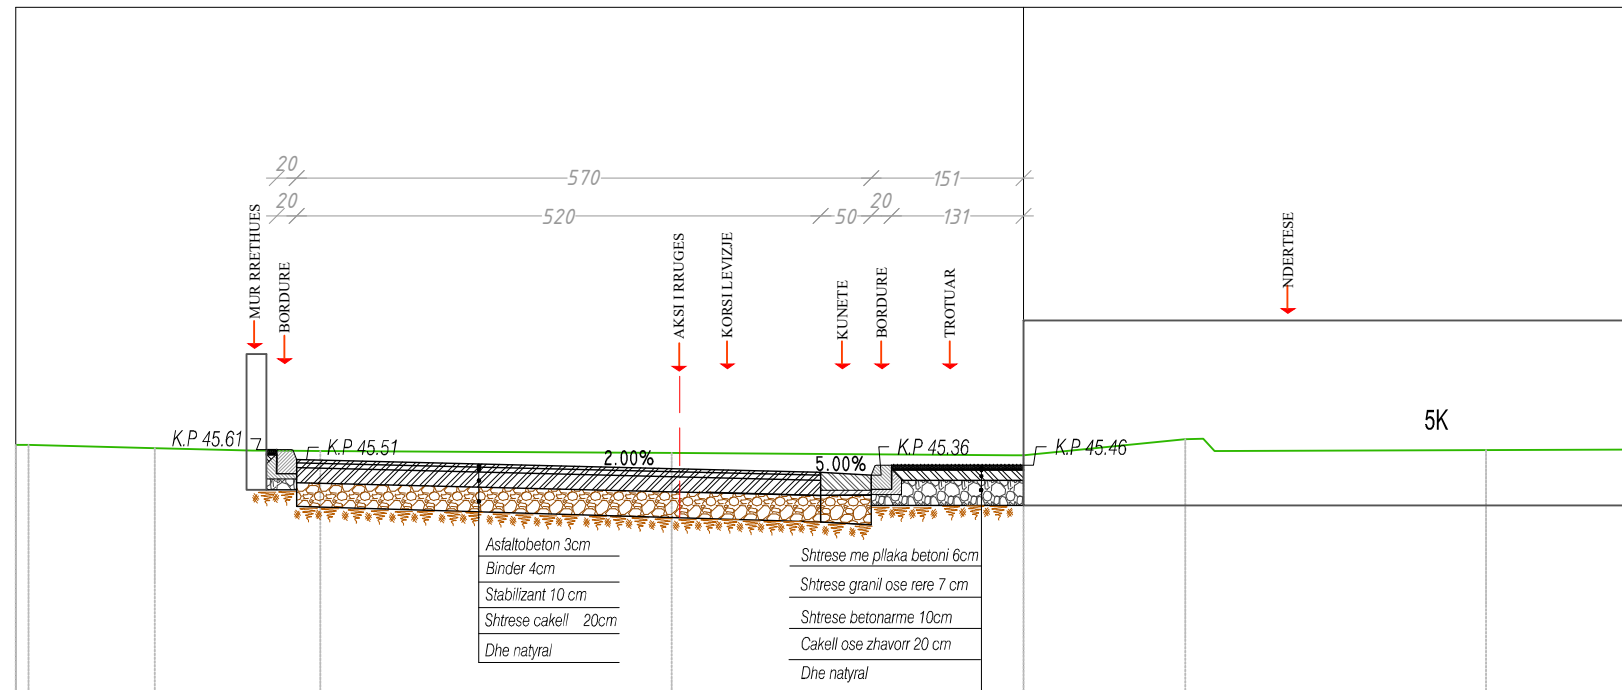 20
570
151
20
520
50
20
131
MUR RRETHUES
BORDURE
AKSI I RRUGES
KORSI LEVIZJE
KUNETE
BORDURE
TROTUAR
NDERTESE
5K
K.P 45.61
K.P 45.51
2.00%
5.00%
K.P 45.36
K.P 45.46
Asfaltobeton 3cm
Binder 4cm
Stabilizant 10 cm
Shtrese cakell 20cm
Dhe natyral
Shtrese me pllaka betoni 6cm
Shtrese granil ose rere 7 cm
Shtrese betonarme 10cm
Cakell ose zhavorr 20 cm
Dhe natyral